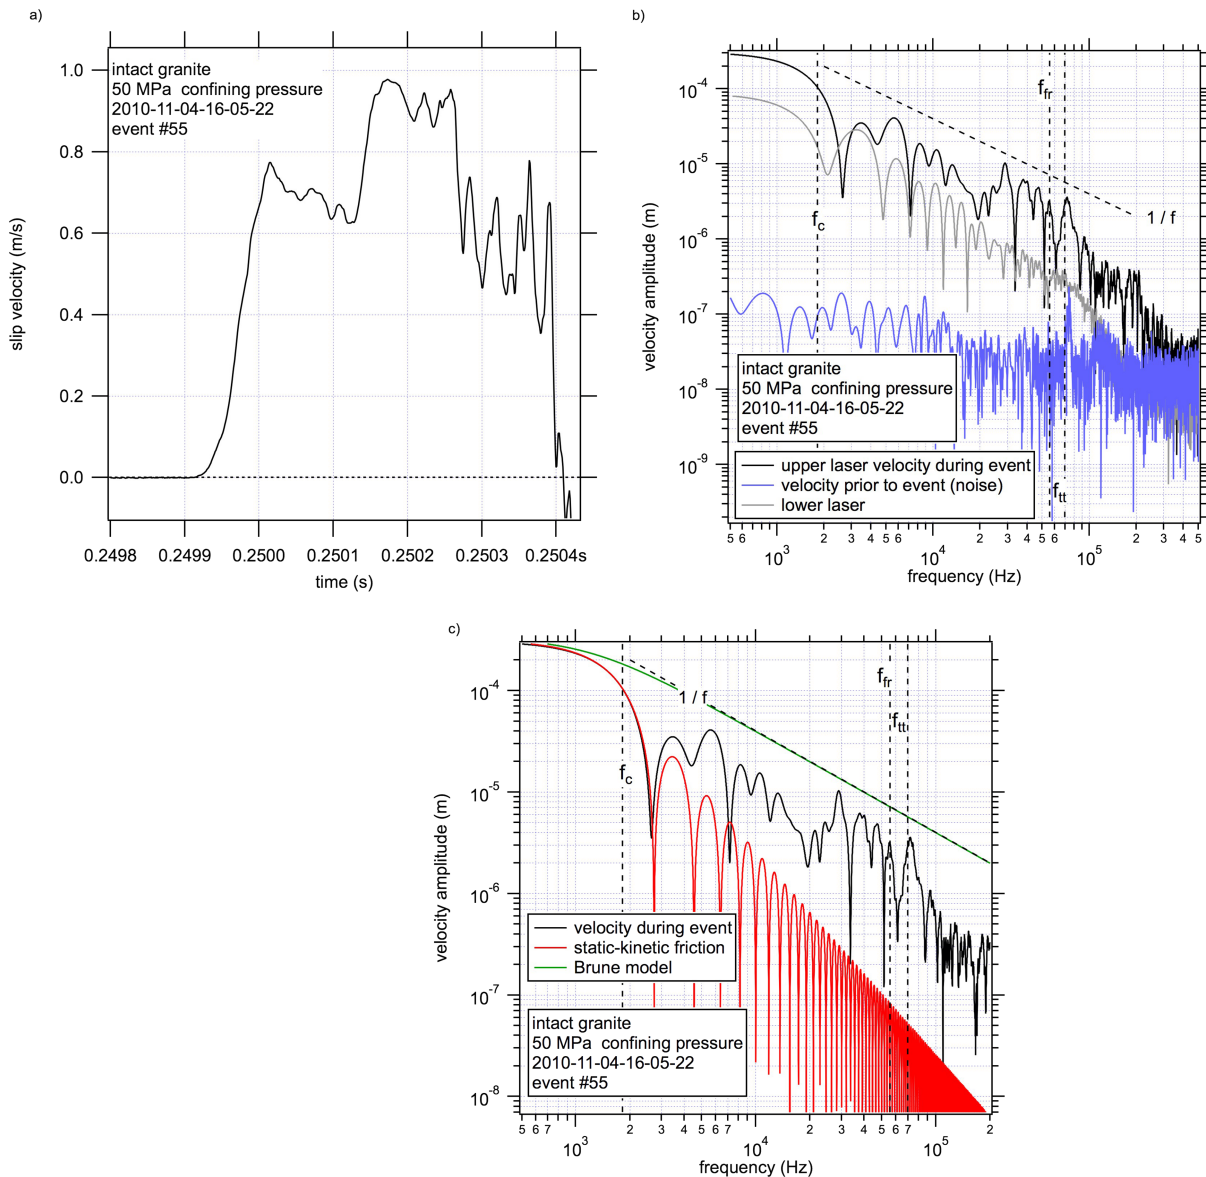 a)
intact granite
50 MPa confining pressure
2010-11-04-16-05-22
event #55
slip velocity (m/s)
1.0
0.8
0.6
0.4
0.2
0.0
0.2498 0.2499 0.2500 0.2501 0.2502 0.2503 0.2504s
time (s)
b)
velocity amplitude (m)
10-4
10-5
10-6
10-7
10-8
10-9
ffr
fc
1 / f
intact granite
50 MPa confining pressure
2010-11-04-16-05-22
event #55
upper laser velocity during event
velocity prior to event (noise)
lower laser
ftt
5 6 2 3 4 5 6 2 3 4 5 6 2 3 4 5
103 104 105
frequency (Hz)
c)
velocity amplitude (m)
10-4
10-5
10-6
10-7
10-8
ffr
1 / f
ftt
fc
velocity during event
static-kinetic friction
Brune model
intact granite
50 MPa confining pressure
2010-11-04-16-05-22
event #55
5 6 7 2 3 4 5 6 7 2 3 4 5 6 7 2
103 104 105
frequency (Hz)